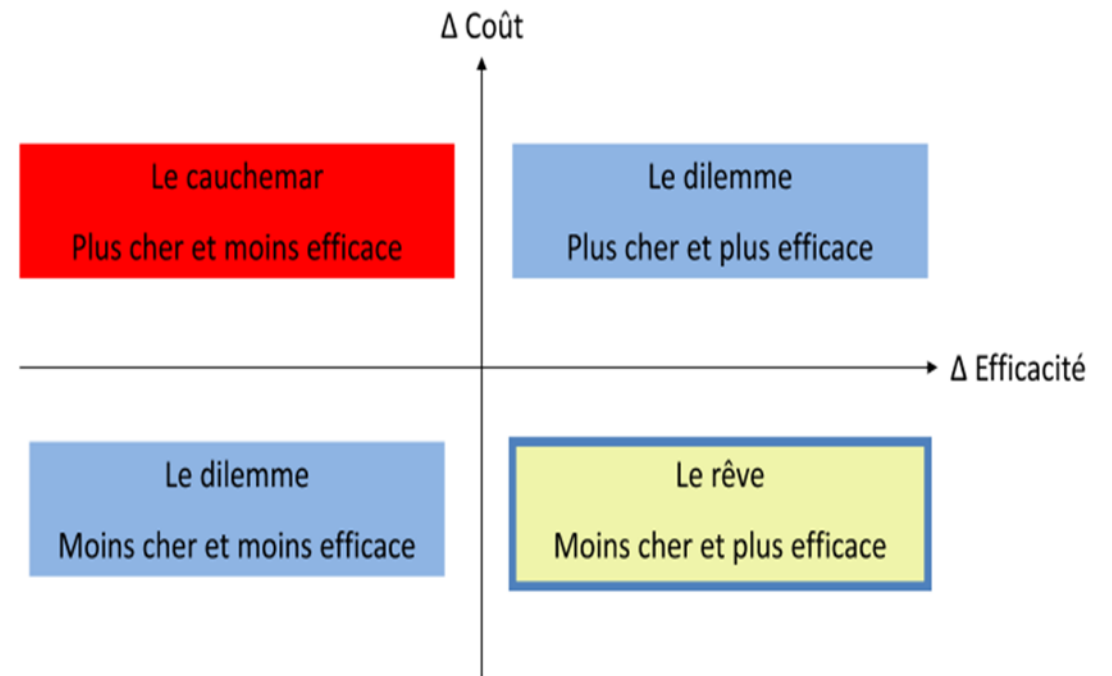 Δ Coût
Le cauchemar
Plus cher et moins efficace
Le dilemme
Plus cher et plus efficace
Δ Efficacité
Le dilemme
Moins cher et moins efficace
Le rêve
Moins cher et plus efficace